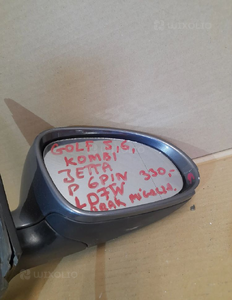 GOLF 5,6,
KOMBI
JETTA 330,-
P 6PIN
LD7W